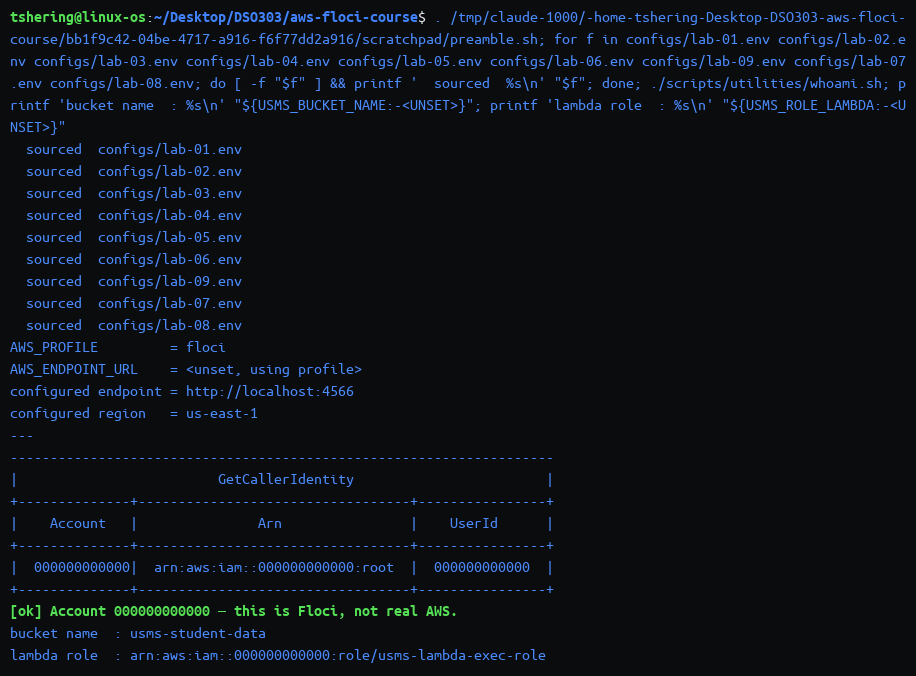 tshering@linux-os:~/Desktop/DSO303/aws-floci-course$ . /tmp/claude-1000/-home-tshering-Desktop-DSO303-aws-floci-
course/bb1f9c42-04be-4717-a916-f6f77dd2a916/scratchpad/preamble.sh; for f in configs/lab-01.env configs/lab-02.e
nv configs/lab-03.env configs/lab-04.env configs/lab-05.env configs/lab-06.env configs/lab-09.env configs/lab-07
.env configs/lab-08.env; do [ -f "$f" ] && printf '  sourced  %s\n' "$f"; done; ./scripts/utilities/whoami.sh; p
rintf 'bucket name  : %s\n' "${USMS_BUCKET_NAME:-<UNSET>}"; printf 'lambda role  : %s\n' "${USMS_ROLE_LAMBDA:-<U
NSET>}"
  sourced  configs/lab-01.env
  sourced  configs/lab-02.env
  sourced  configs/lab-03.env
  sourced  configs/lab-04.env
  sourced  configs/lab-05.env
  sourced  configs/lab-06.env
  sourced  configs/lab-09.env
  sourced  configs/lab-07.env
  sourced  configs/lab-08.env
AWS_PROFILE         = floci
AWS_ENDPOINT_URL    = <unset, using profile>
configured endpoint = http://localhost:4566
configured region   = us-east-1
---
--------------------------------------------------------------------
|                         GetCallerIdentity                        |
+--------------+----------------------------------+----------------+
|    Account   |               Arn                |    UserId      |
+--------------+----------------------------------+----------------+
|  000000000000|  arn:aws:iam::000000000000:root  |  000000000000  |
+--------------+----------------------------------+----------------+
[ok] Account 000000000000 — this is Floci, not real AWS.
bucket name  : usms-student-data
lambda role  : arn:aws:iam::000000000000:role/usms-lambda-exec-role